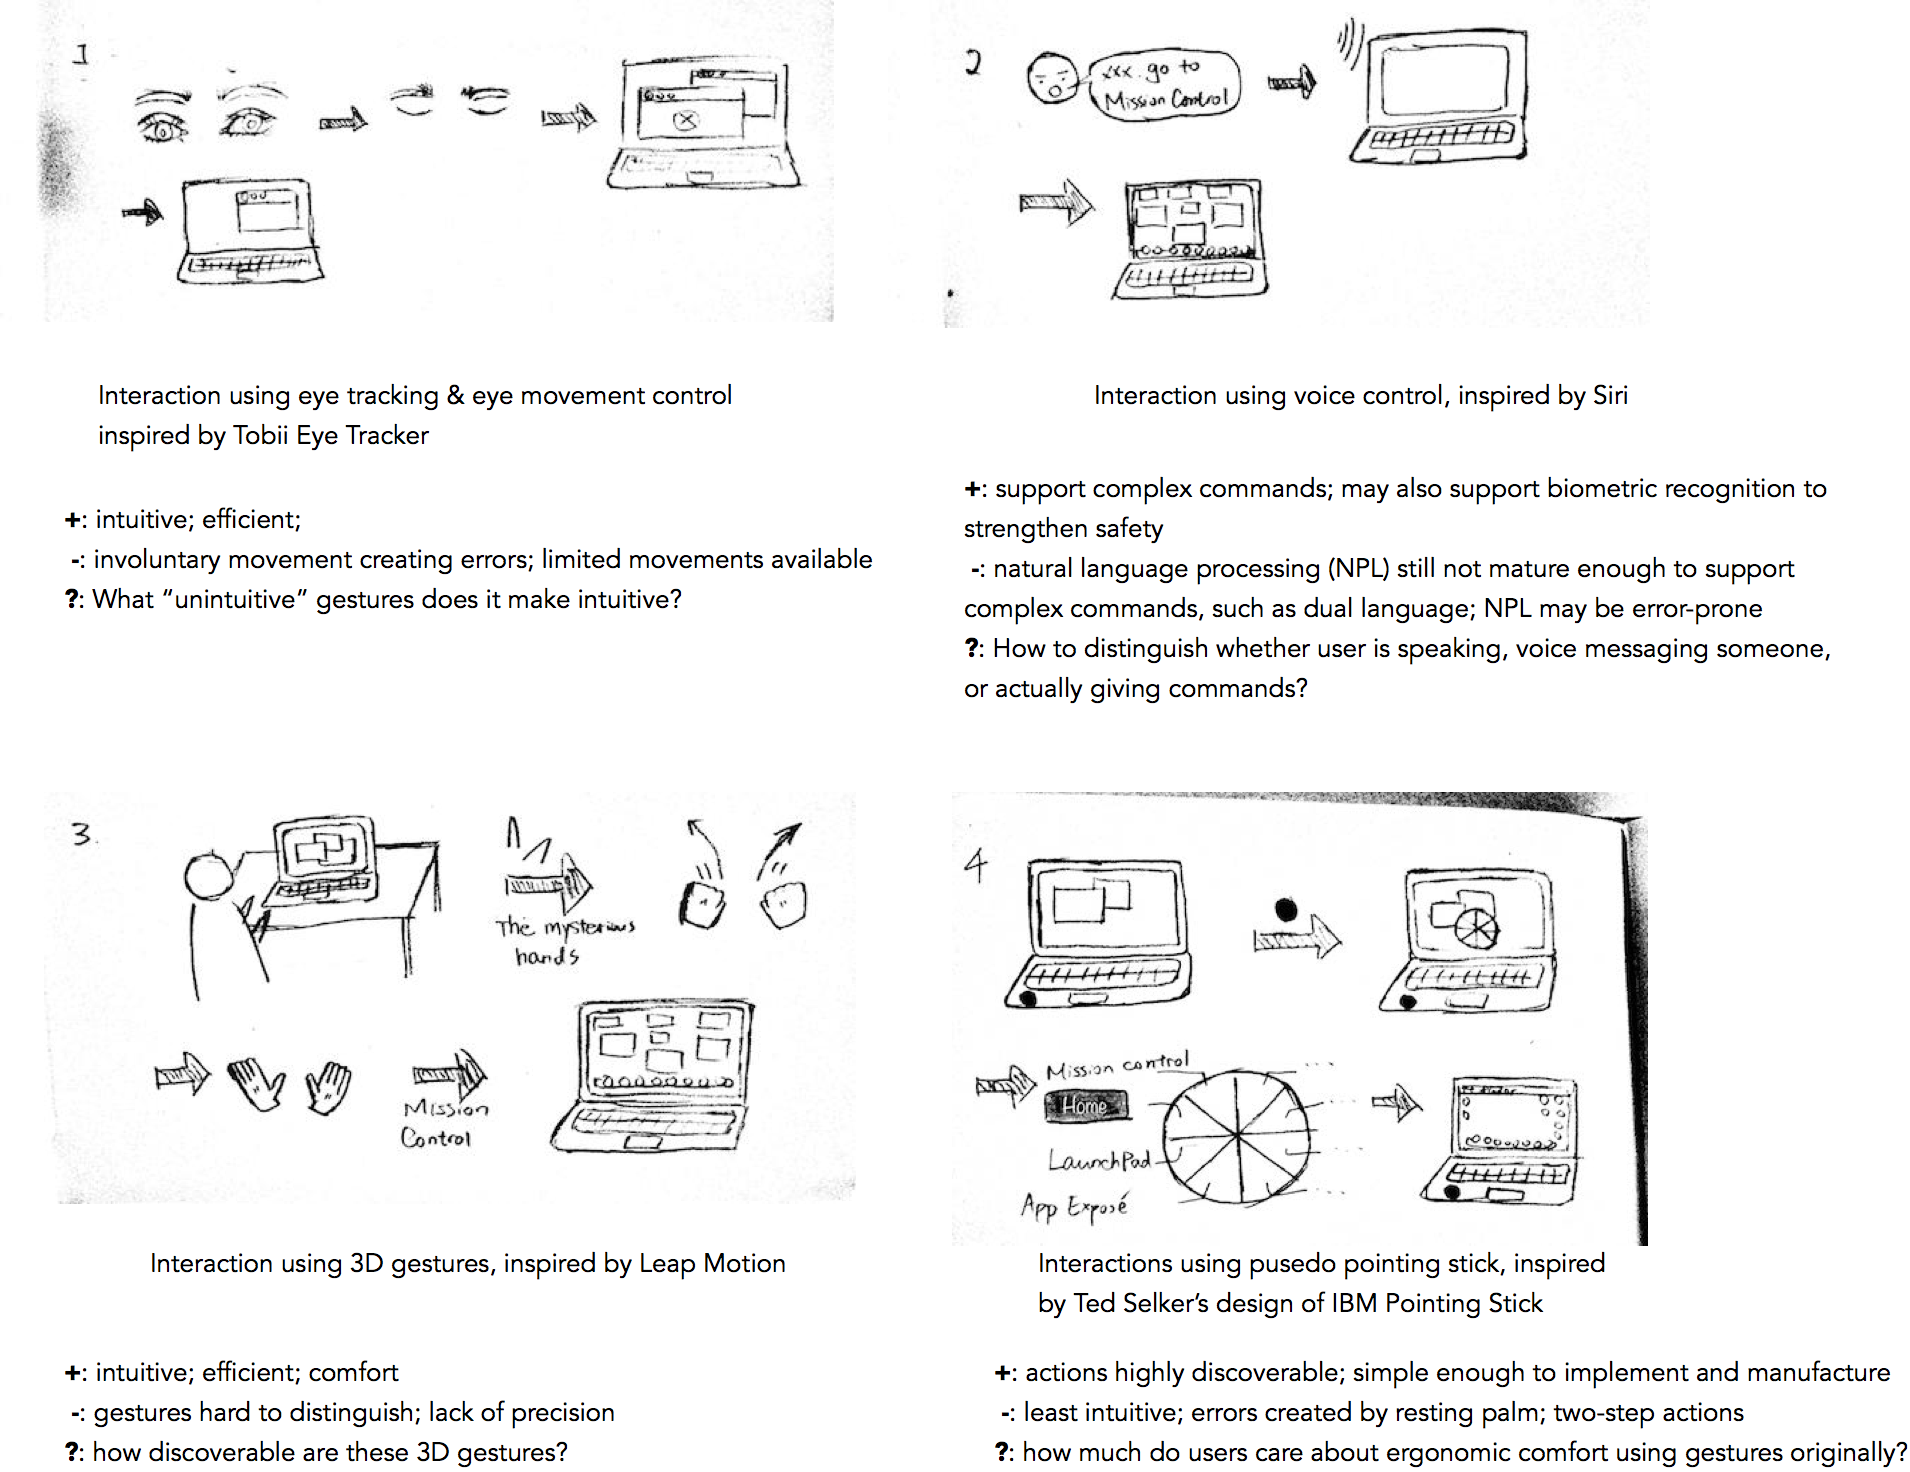 1
2
xxx. go to
Mission Control
Interaction using eye tracking & eye movement control
inspired by Tobii Eye Tracker
+: intuitive; efficient;
-: involuntary movement creating errors; limited movements available
?: What “unintuitive” gestures does it make intuitive?
Interaction using voice control, inspired by Siri
+: support complex commands; may also support biometric recognition to
strengthen safety
-: natural language processing (NPL) still not mature enough to support
complex commands, such as dual language; NPL may be error-prone
?: How to distinguish whether user is speaking, voice messaging someone,
or actually giving commands?
3.
The mysterious
hands
Mission
Control
Interaction using 3D gestures, inspired by Leap Motion
+: intuitive; efficient; comfort
-: gestures hard to distinguish; lack of precision
?: how discoverable are these 3D gestures?
4
Mission control
Home
LaunchPad
App Exposé
Interactions using pusedo pointing stick, inspired
by Ted Selker’s design of IBM Pointing Stick
+: actions highly discoverable; simple enough to implement and manufacture
-: least intuitive; errors created by resting palm; two-step actions
?: how much do users care about ergonomic comfort using gestures originally?